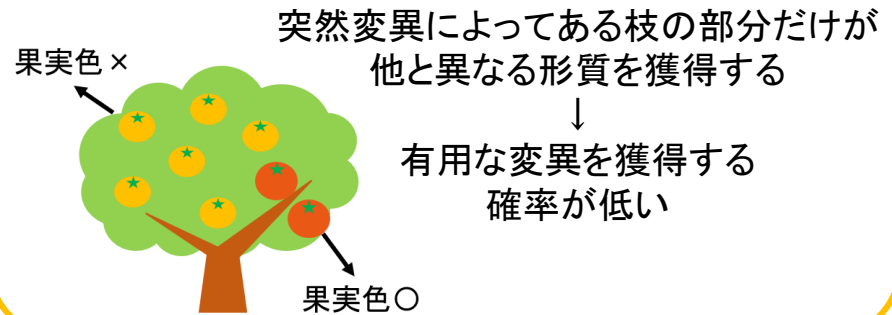 突然変異によってある枝の部分だけが
他と異なる形質を獲得する
↓
有用な変異を獲得する
確率が低い
果実色×
果実色〇